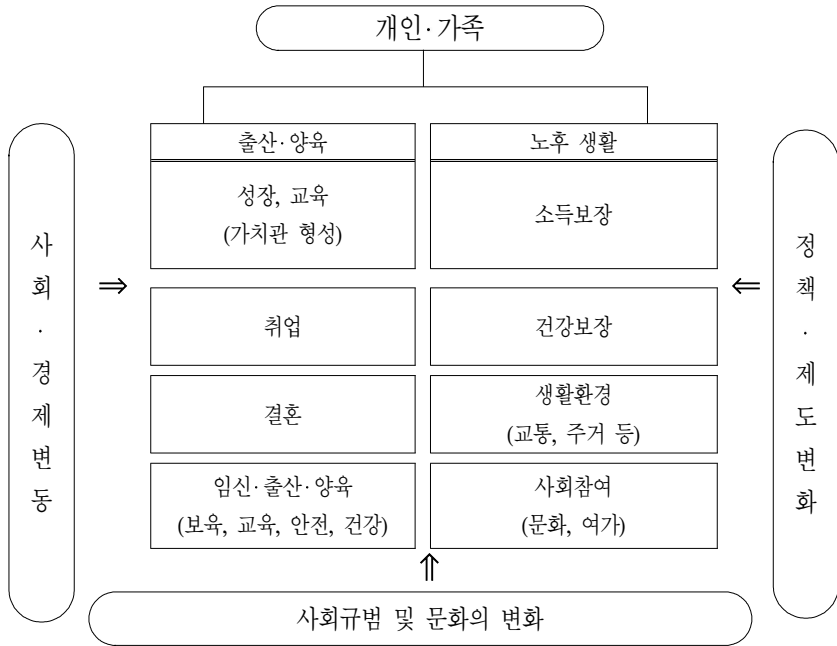 개인·가족
출산·양육
노후 생활
성장, 교육
(가치관 형성)
소득보장
취업
건강보장
결혼
생활환경
(교통, 주거 등)
임신·출산·양육
(보육, 교육, 안전, 건강)
사회참여
(문화, 여가)
사회·경제변동
⇒
⇐
정책·제도변화
⇑
사회규범 및 문화의 변화